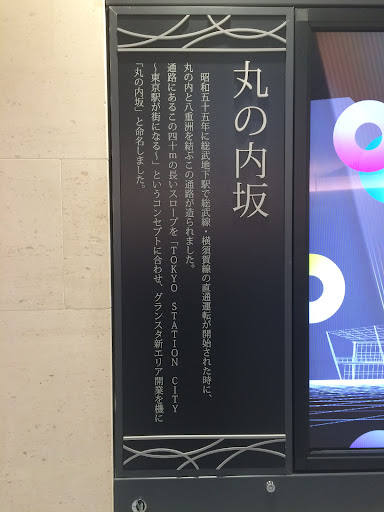 丸の内坂
昭和五十五年に総武地下駅で総武線・横須賀線の直通運転が開始された時に、
丸の内と八重洲を結ぶこの通路が造られました。
通路にあるこの四十mの長いスロープを「TOKYO STATION CITY
～東京駅が街になる～」というコンセプトに合わせ、グランスタ新エリア開業を機に
「丸の内坂」と命名しました。